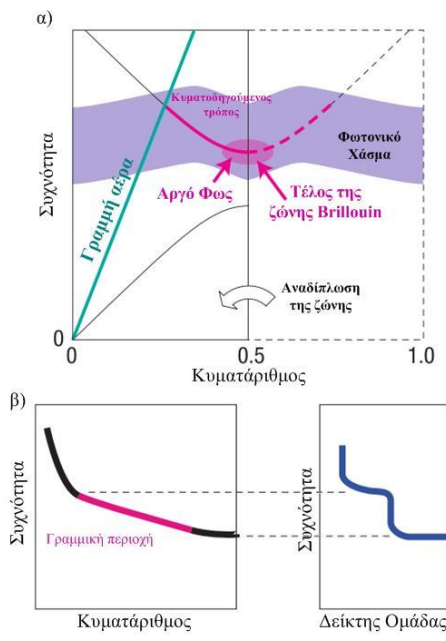 α)
Συχνότητα
Γραμμή αέρα
Κυματοδηγούμενος
τρόπος
Φωτονικό
Χάσμα
Αργό Φως
Τέλος της
ζώνης Brillouin
Αναδίπλωση
της ζώνης
0
0
0.5
1.0
Κυματάριθμος
β)
Συχνότητα
Γραμμική περιοχή
Κυματάριθμος
Συχνότητα
Δείκτης Ομάδας